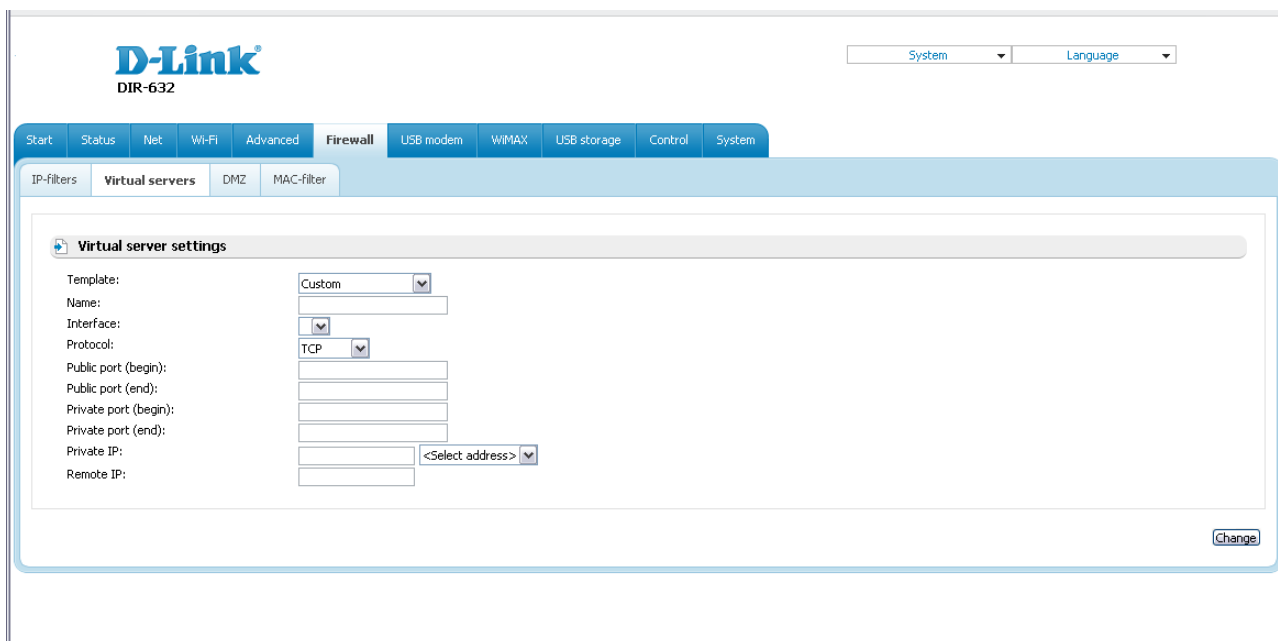 D-Link®
DIR-632
System Language
Start Status Net Wi-Fi Advanced Firewall USB modem WiMAX USB storage Control System
IP-filters Virtual servers DMZ MAC-filter
Virtual server settings
Template: Custom
Name:
Interface:
Protocol: TCP
Public port (begin):
Public port (end):
Private port (begin):
Private port (end):
Private IP: <Select address>
Remote IP:
Change